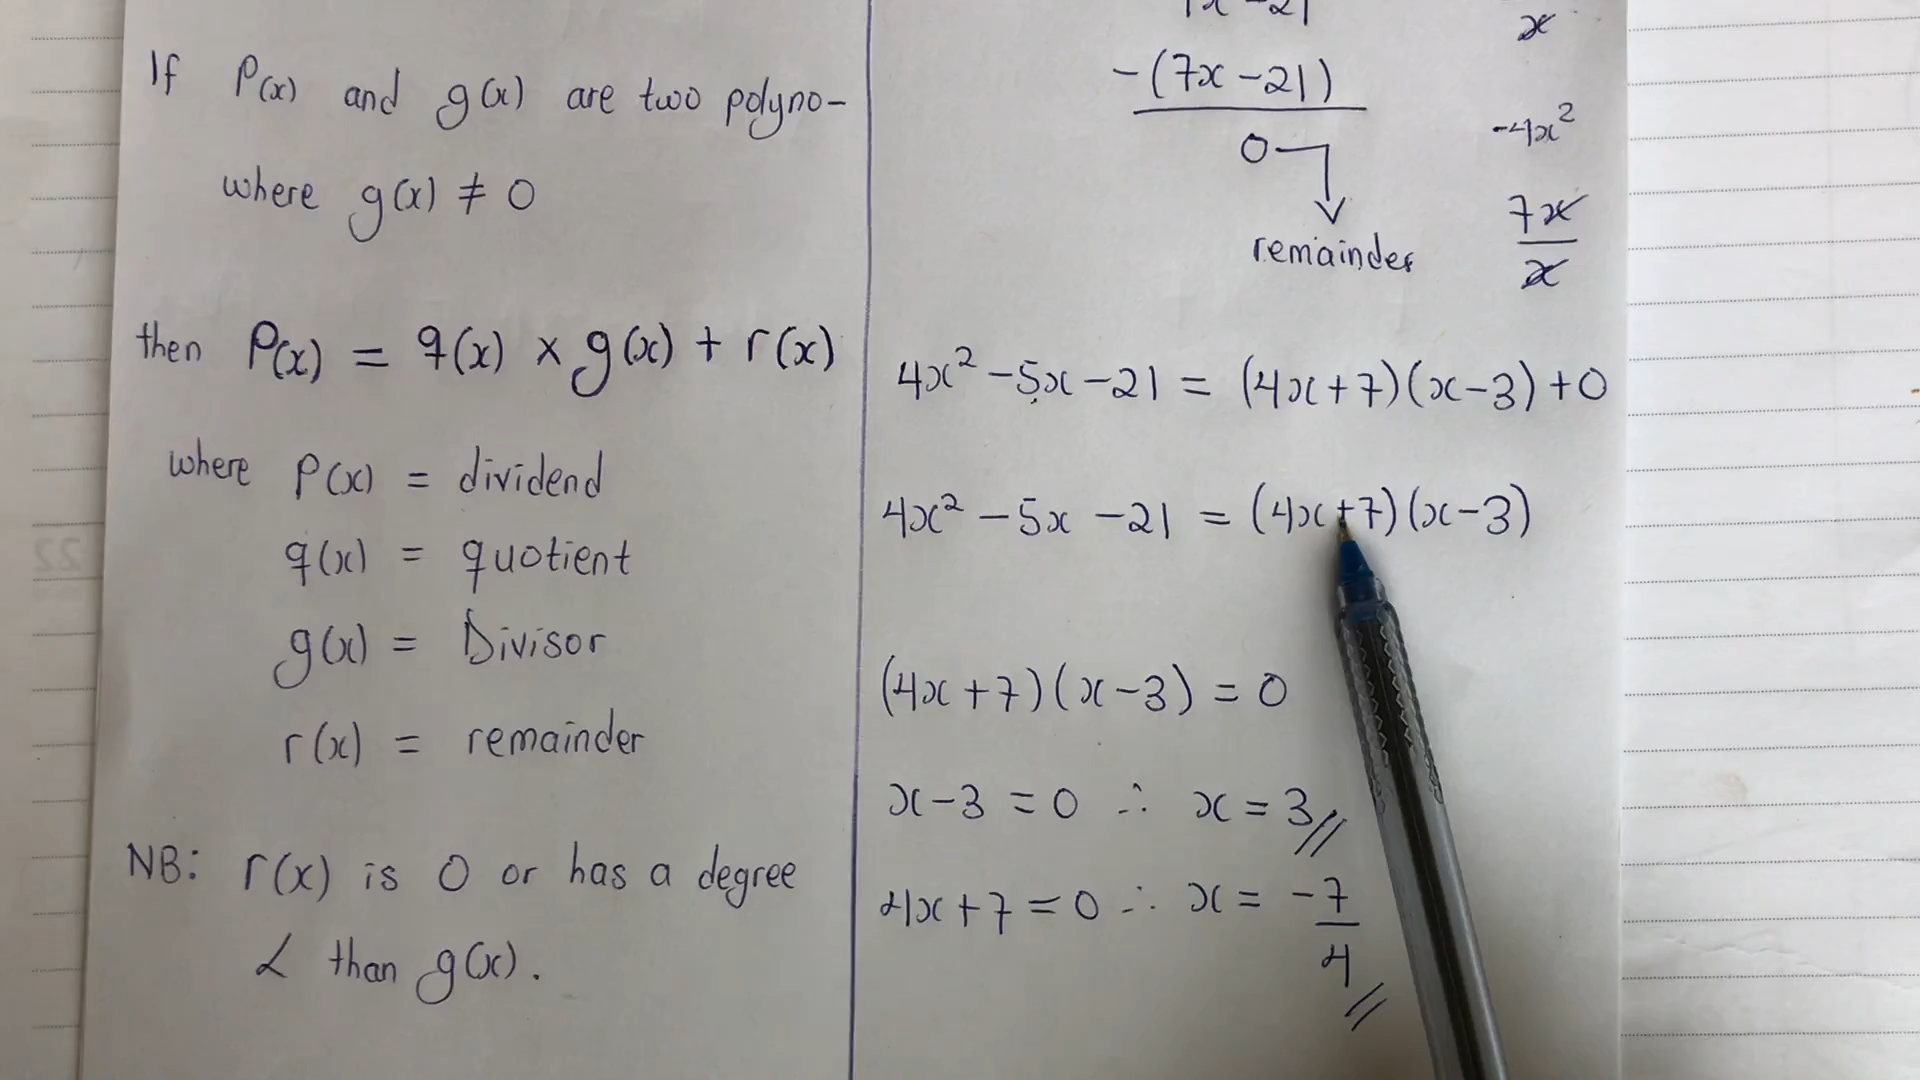 If P(x) and g(x) are two polyno-
where g(x) ≠ 0
then P(x) = q(x) × g(x) + r(x)
where P(x) = dividend
q(x) = quotient
g(x) = Divisor
r(x) = remainder
NB: r(x) is 0 or has a degree
< than g(x).
-(7x-21)
0
remainder
x
-4x²
7x
x
4x² - 5x - 21 = (4x+7)(x-3) + 0
4x² - 5x - 21 = (4x+7)(x-3)
(4x+7)(x-3) = 0
x-3 = 0 ∴ x = 3//
4x+7 = 0 ∴ x = -7
4//